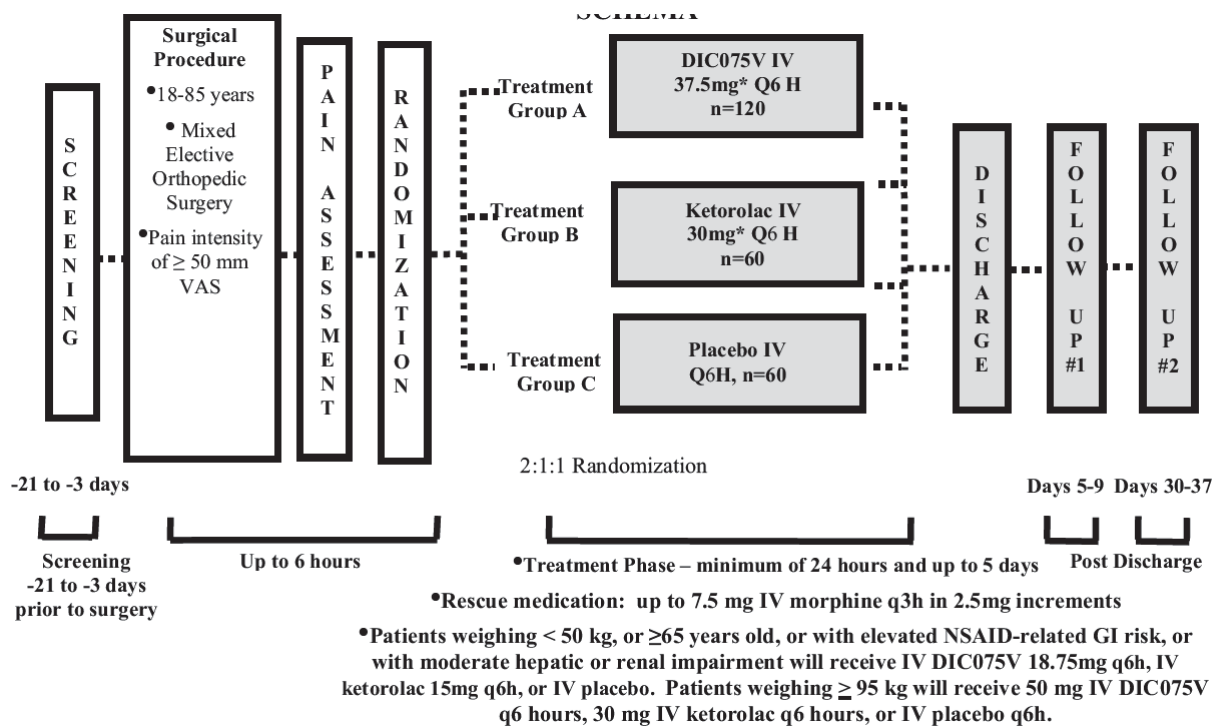 SCHEMA
Surgical
Procedure
•18-85 years
• Mixed
Elective
Orthopedic
Surgery
•Pain intensity
of ≥ 50 mm
VAS
SCREENING
PAIN ASSESSMENT
RANDOMIZATION
Treatment
Group A
DIC075V IV
37.5mg* Q6 H
n=120
Treatment
Group B
Ketorolac IV
30mg* Q6 H
n=60
Treatment
Group C
Placebo IV
Q6H, n=60
DISCHARGE
FOLLOW UP #1
FOLLOW UP #2
2:1:1 Randomization
-21 to -3 days
Days 5-9 Days 30-37
Screening
-21 to -3 days
prior to surgery
Up to 6 hours
•Treatment Phase – minimum of 24 hours and up to 5 days
Post Discharge
•Rescue medication: up to 7.5 mg IV morphine q3h in 2.5mg increments
•Patients weighing < 50 kg, or ≥65 years old, or with elevated NSAID-related GI risk, or
with moderate hepatic or renal impairment will receive IV DIC075V 18.75mg q6h, IV
ketorolac 15mg q6h, or IV placebo. Patients weighing ≥ 95 kg will receive 50 mg IV DIC075V
q6 hours, 30 mg IV ketorolac q6 hours, or IV placebo q6h.